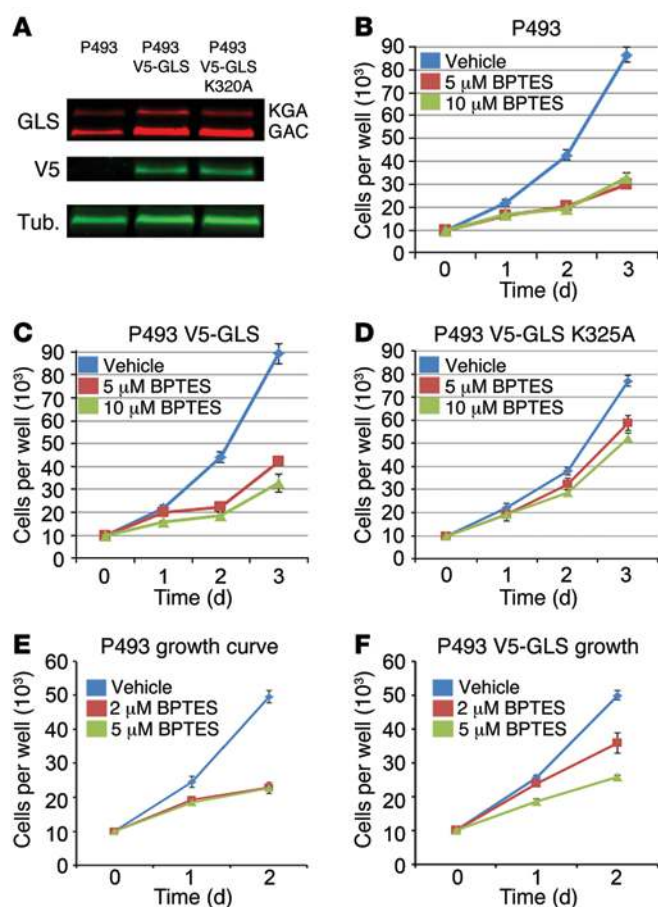 A
P493
P493
V5-GLS
P493
V5-GLS
K320A
GLS
KGA
GAC
V5
Tub.
B
P493
Vehicle
5 μM BPTES
10 μM BPTES
Cells per well (10³)
90
80
70
60
50
40
30
20
10
0 1 2 3
Time (d)
C
P493 V5-GLS
Vehicle
5 μM BPTES
10 μM BPTES
Cells per well (10³)
90
80
70
60
50
40
30
20
10
0
0 1 2 3
Time (d)
D
P493 V5-GLS K325A
Vehicle
5 μM BPTES
10 μM BPTES
Cells per well (10³)
90
80
70
60
50
40
30
20
10
0
0 1 2 3
Time (d)
E
P493 growth curve
Vehicle
2 μM BPTES
5 μM BPTES
Cells per well (10³)
60
50
40
30
20
10
0
0 1 2
Time (d)
F
P493 V5-GLS growth
Vehicle
2 μM BPTES
5 μM BPTES
Cells per well (10³)
60
50
40
30
20
10
0
0 1 2
Time (d)